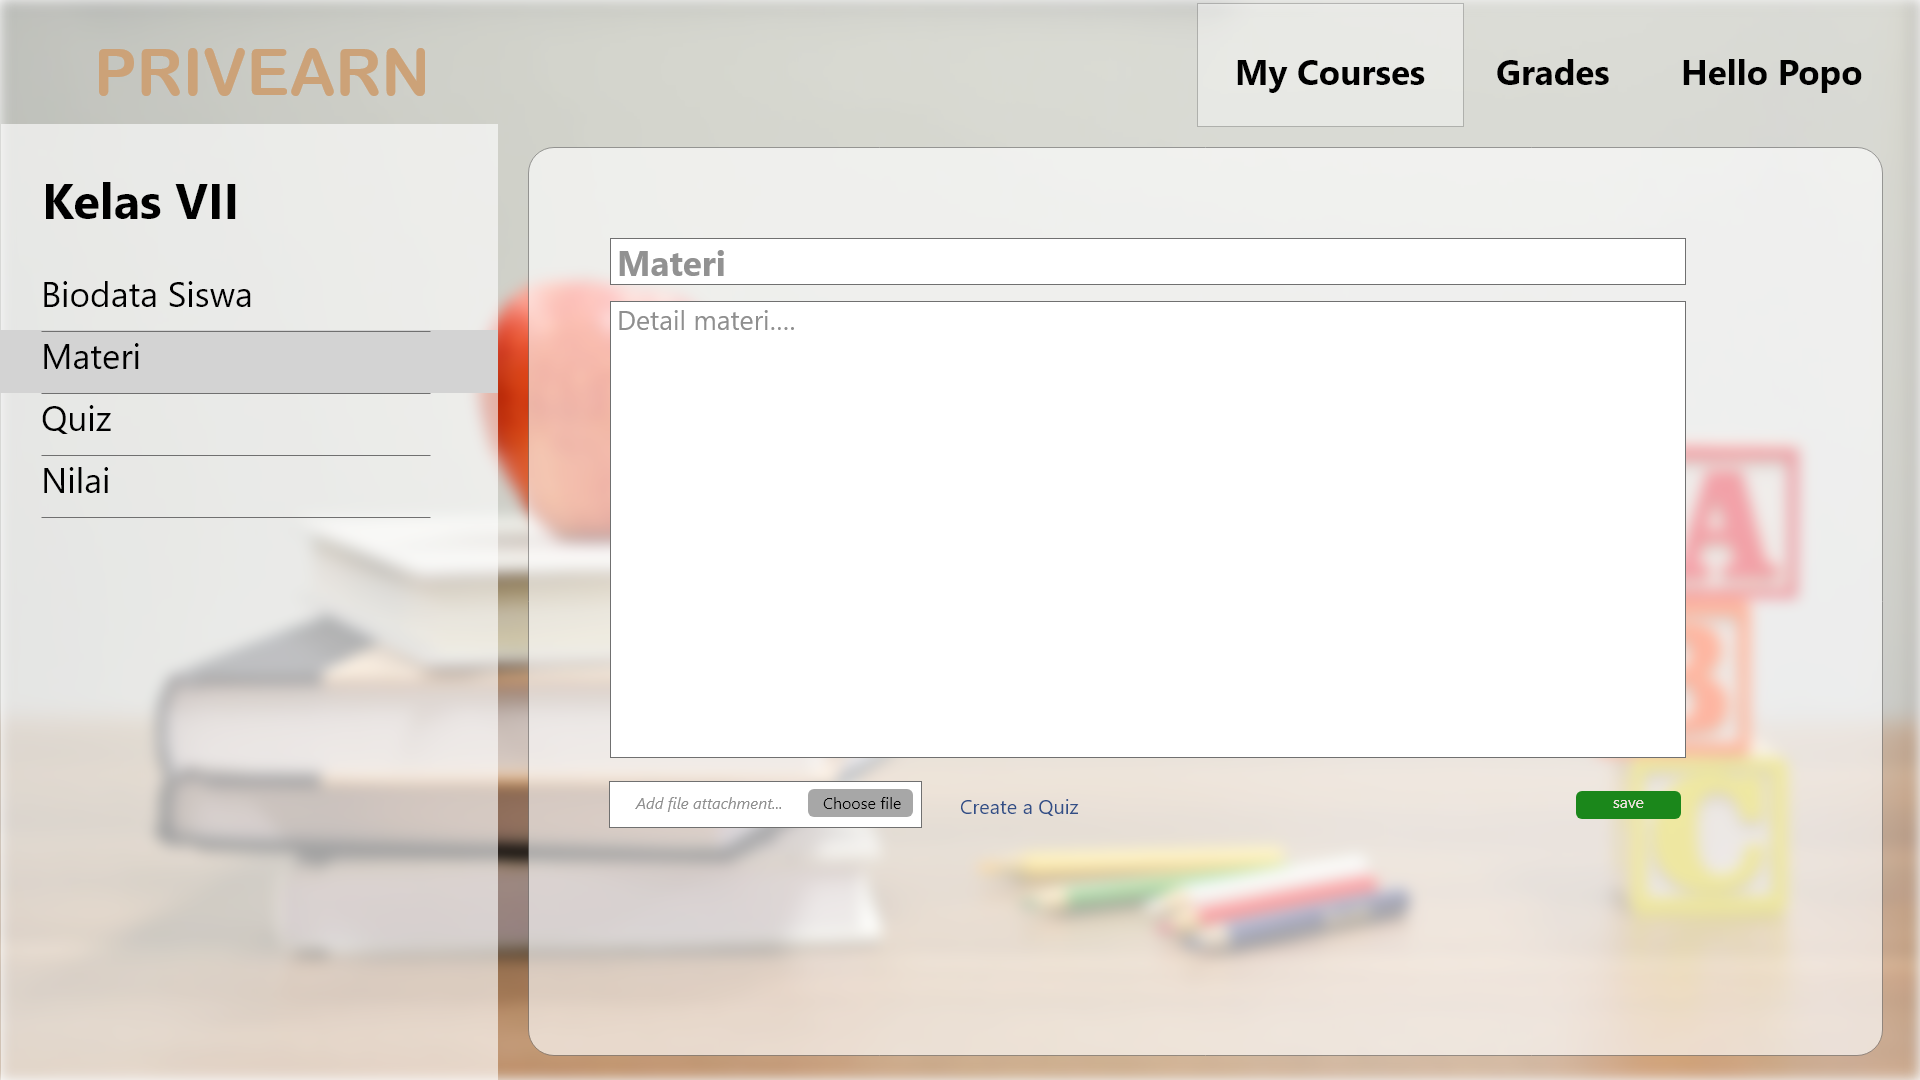 PRIVEARN
My Courses
Grades
Hello Popo
Kelas VII
Biodata Siswa
Materi
Quiz
Nilai
Materi
Detail materi....
Add file attachment...
Choose file
Create a Quiz
save
A
B
C